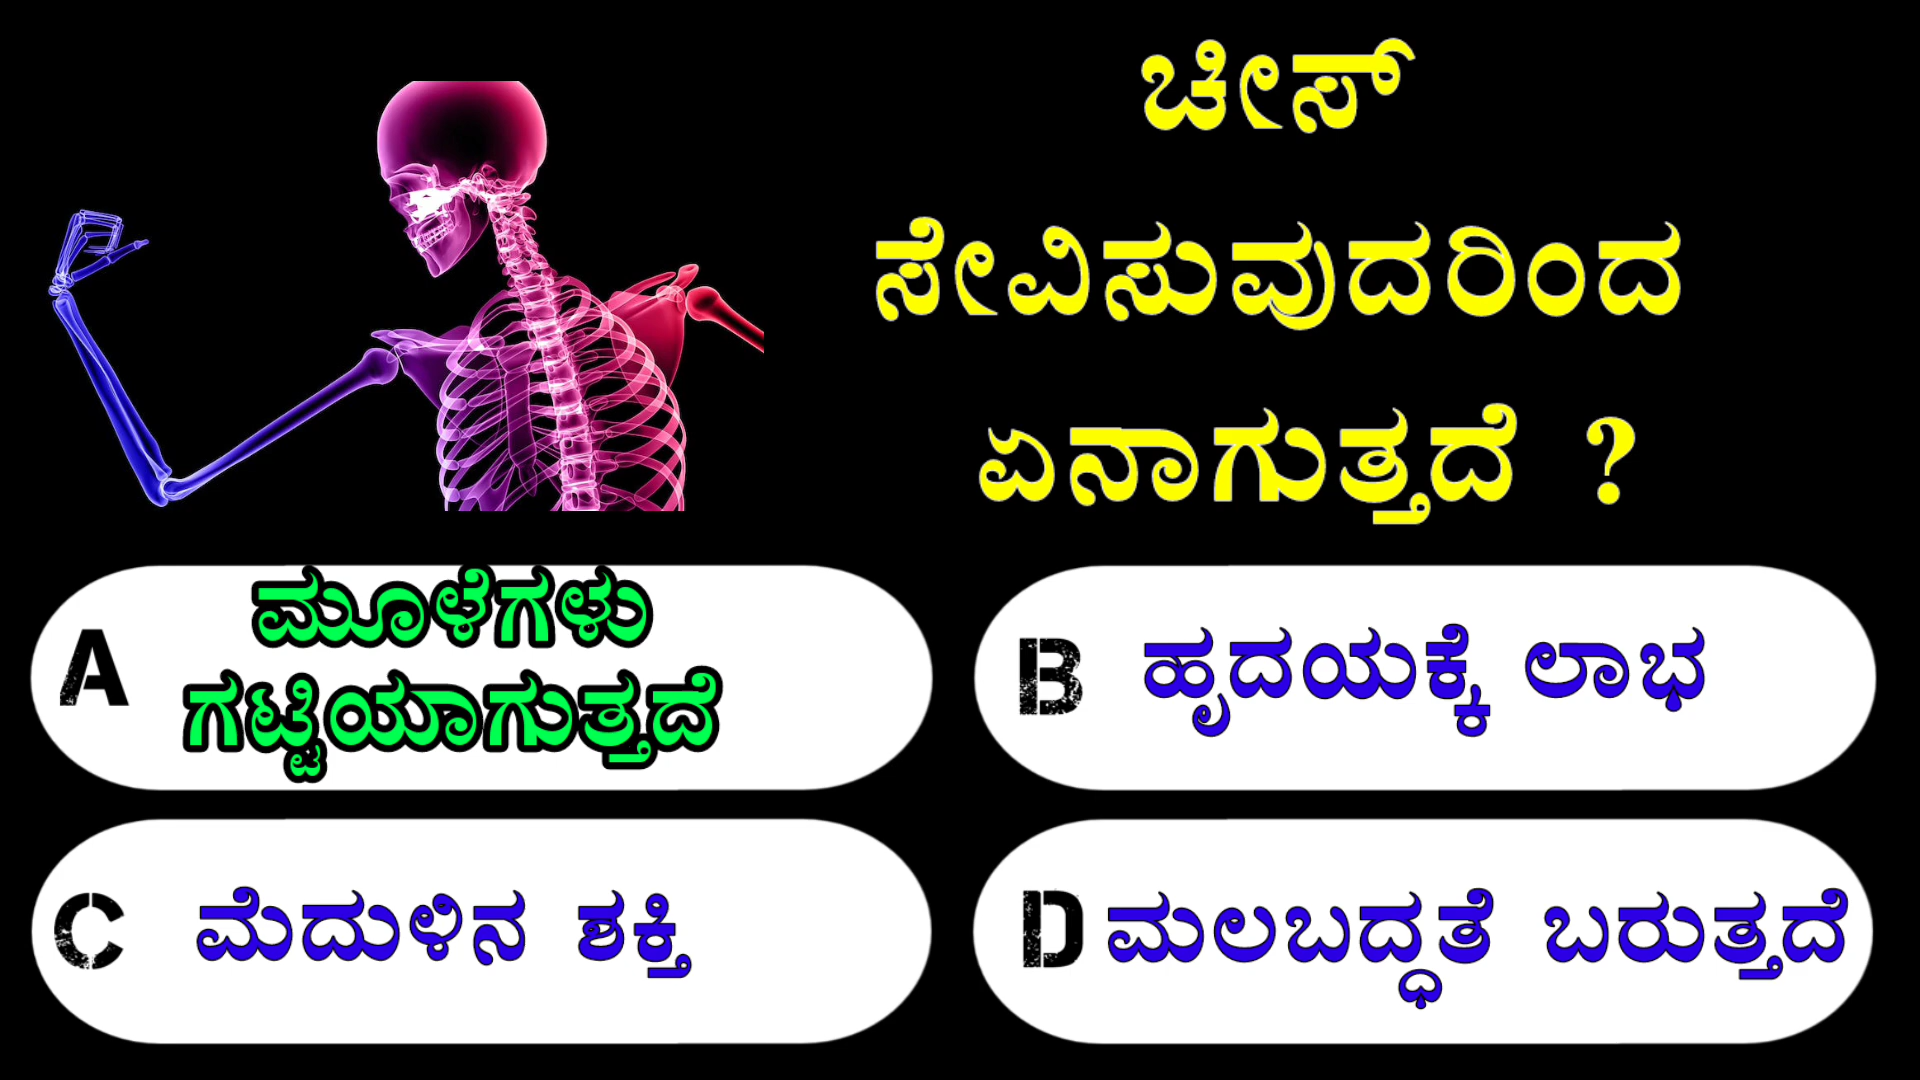 ಚೀಸ್
ಸೇವಿಸುವುದರಿಂದ
ಏನಾಗುತ್ತದೆ ?
A ಮೂಳೆಗಳು
ಗಟ್ಟಿಯಾಗುತ್ತದೆ
B ಹೃದಯಕ್ಕೆ ಲಾಭ
C ಮೆದುಳಿನ ಶಕ್ತಿ
D ಮಲಬದ್ಧತೆ ಬರುತ್ತದೆ